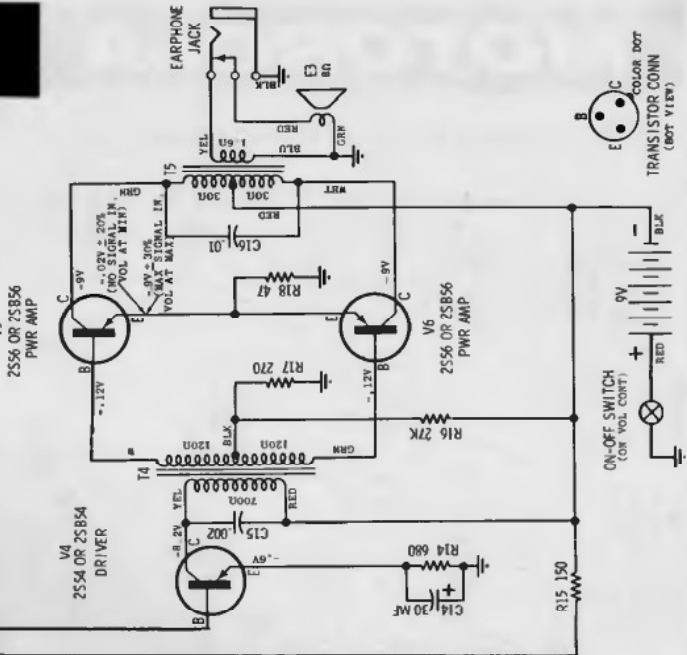 EARPHONE
JACK
BLK
E3
8Ω
RED
GRN
YEL
1.6Ω
BLU
T5
GRN
30Ω
30Ω
WHT
RED
C16
.01
-9V
-.02V ± 20%
(NO SIGNAL IN,
VOL AT MIN)
-.9V ± 30%
(MAX SIGNAL IN,
VOL AT MAX)
2S56 OR 2SB56
PWR AMP
C
E
B
-.12V
R18 47
-9V
C
E
B
V6
2S56 OR 2SB56
PWR AMP
-.12V
R17 270
BLK
120Ω
120Ω
GRN
T4
YEL
700Ω
RED
R16 27K
V4
2S54 OR 2SB54
DRIVER
-8.2V
C
C15
.002
B
E
-.6V
R14 680
C14
30 MF
+
R15 150
B
C
E
COLOR DOT
TRANSISTOR CONN
(BOT VIEW)
-
BLK
9V
+
RED
ON-OFF SWITCH
(ON VOL CONT)